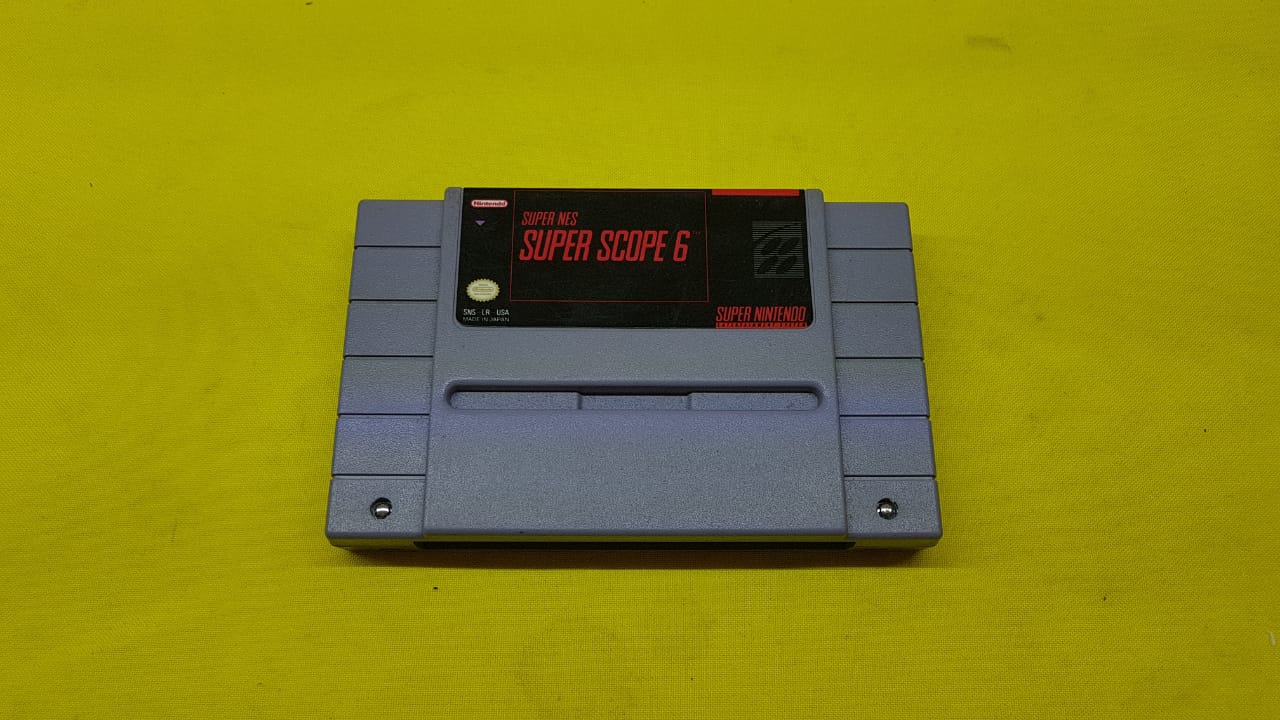 Nintendo
SUPER NES
SUPER SCOPE 6™
SNS - LR - USA
MADE IN JAPAN
SUPER NINTENDO
ENTERTAINMENT SYSTEM